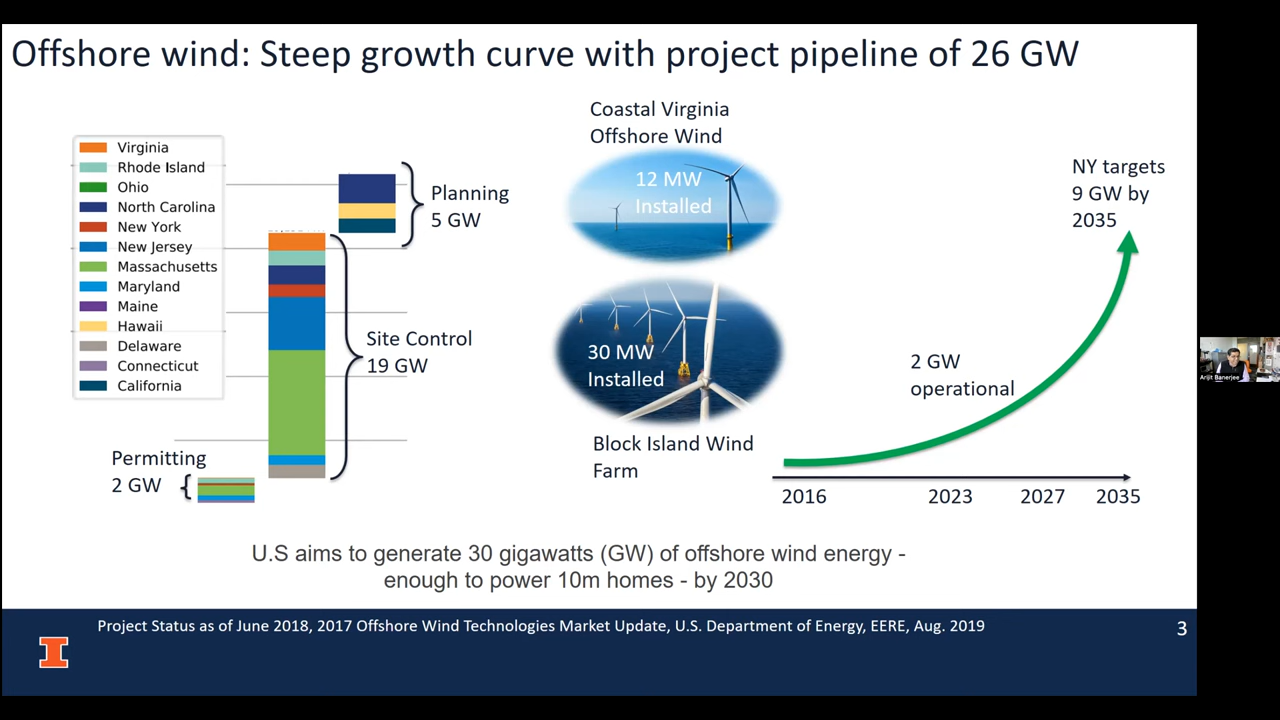 Offshore wind: Steep growth curve with project pipeline of 26 GW
Virginia
Rhode Island
Ohio
North Carolina
New York
New Jersey
Massachusetts
Maryland
Maine
Hawaii
Delaware
Connecticut
California
Planning
5 GW
Site Control
19 GW
Permitting
2 GW
Coastal Virginia
Offshore Wind
12 MW
Installed
30 MW
Installed
Block Island Wind
Farm
NY targets
9 GW by
2035
2 GW
operational
2016
2023
2027
2035
U.S aims to generate 30 gigawatts (GW) of offshore wind energy -
enough to power 10m homes - by 2030
Project Status as of June 2018, 2017 Offshore Wind Technologies Market Update, U.S. Department of Energy, EERE, Aug. 2019
3
I
Arijit Banerjee